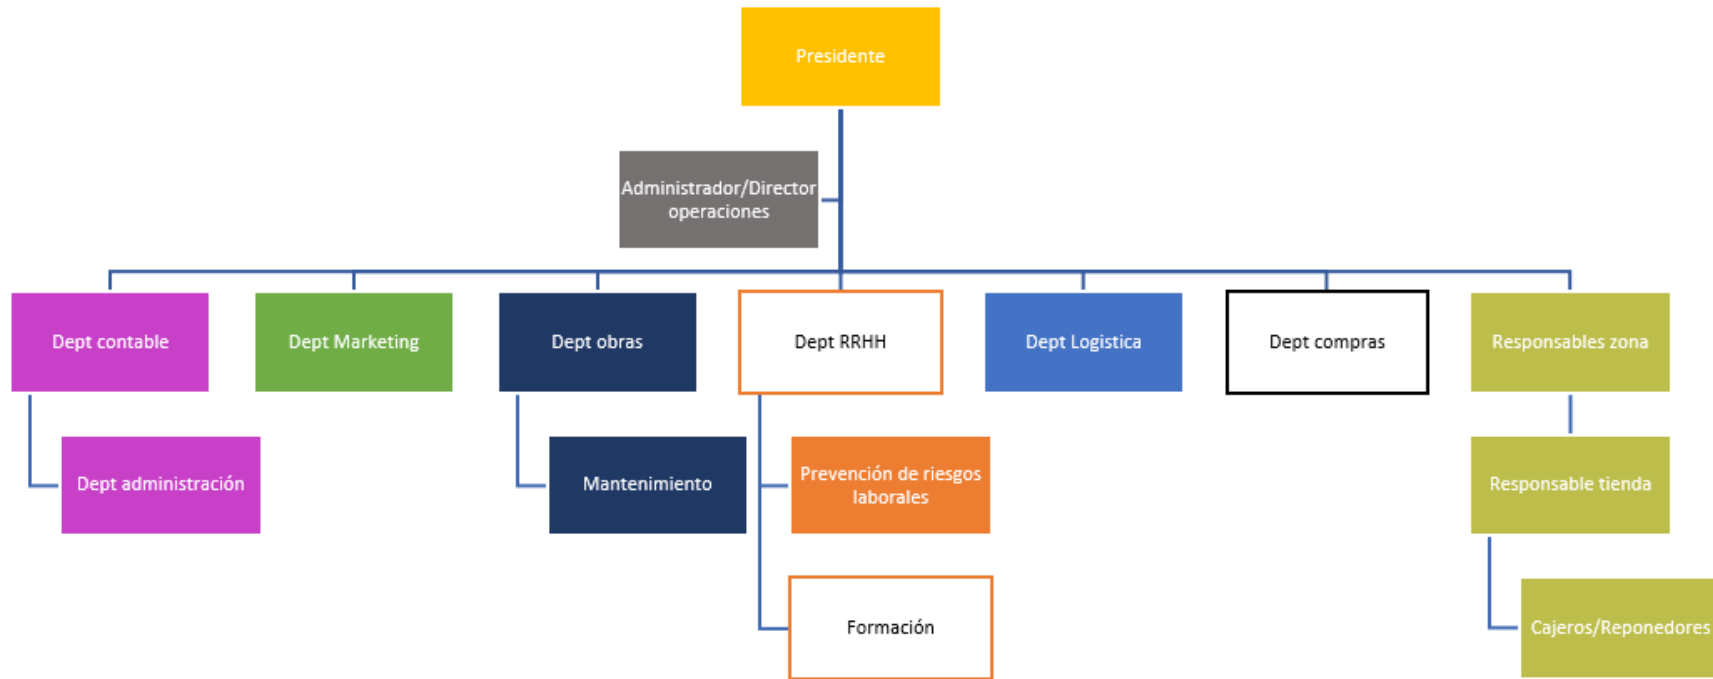 Presidente
Administrador/Director
operaciones
Dept contable
Dept Marketing
Dept obras
Dept RRHH
Dept Logistica
Dept compras
Responsables zona
Dept administración
Mantenimiento
Prevención de riesgos
laborales
Responsable tienda
Formación
Cajeros/Reponedores